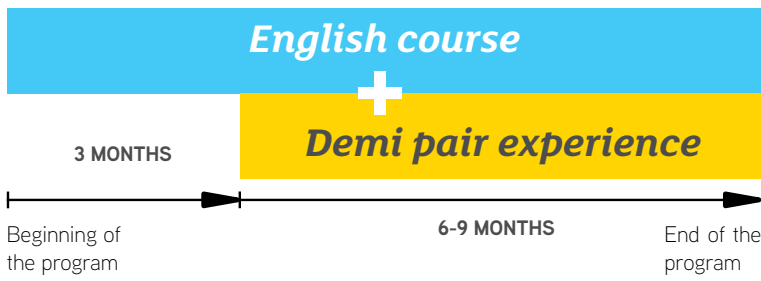 English course
+
Demi pair experience
3 MONTHS
6-9 MONTHS
Beginning of
the program
End of the
program